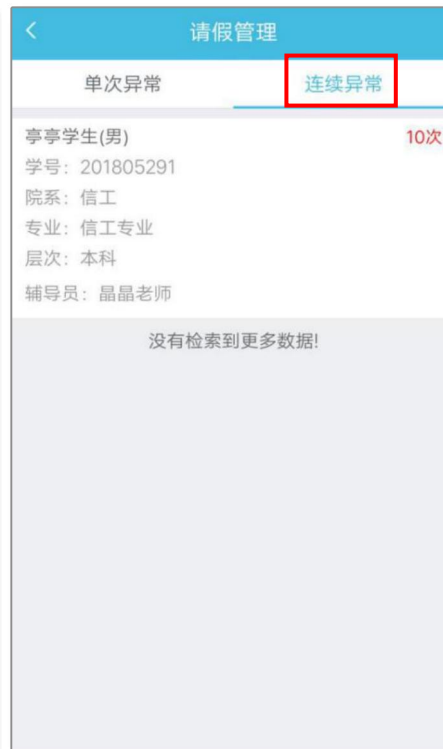 请假管理
单次异常
连续异常
亭亭学生(男) 10次
学号：201805291
院系：信工
专业：信工专业
层次：本科
辅导员：晶晶老师
没有检索到更多数据!